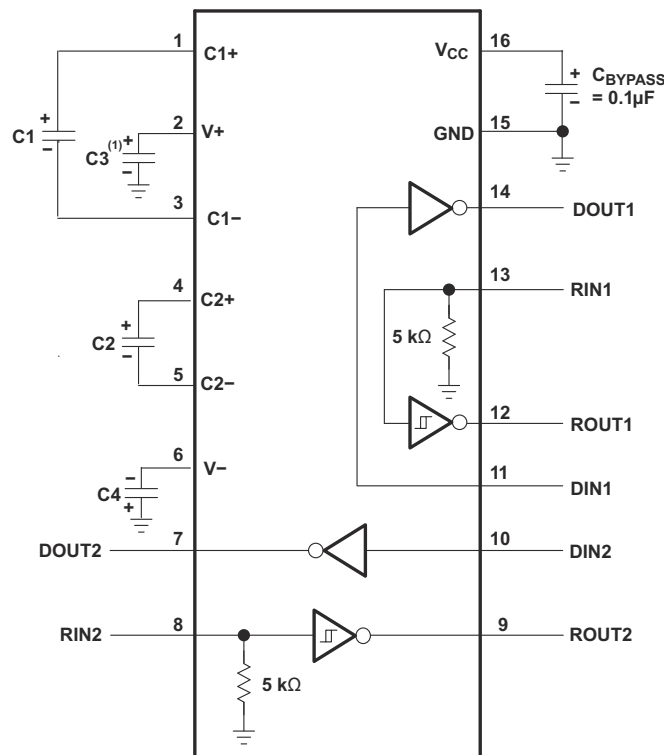 1
C1+
VCC
16
+
CBYPASS
= 0.1µF
−
+
C1
−
2
V+
+
C3(1)
−
15
GND
3
C1−
14
DOUT1
4
C2+
13
RIN1
+
C2
−
5 kΩ
5
C2−
12
ROUT1
6
V−
−
C4
+
11
DIN1
DOUT2
7
10
DIN2
RIN2
8
9
ROUT2
5 kΩ